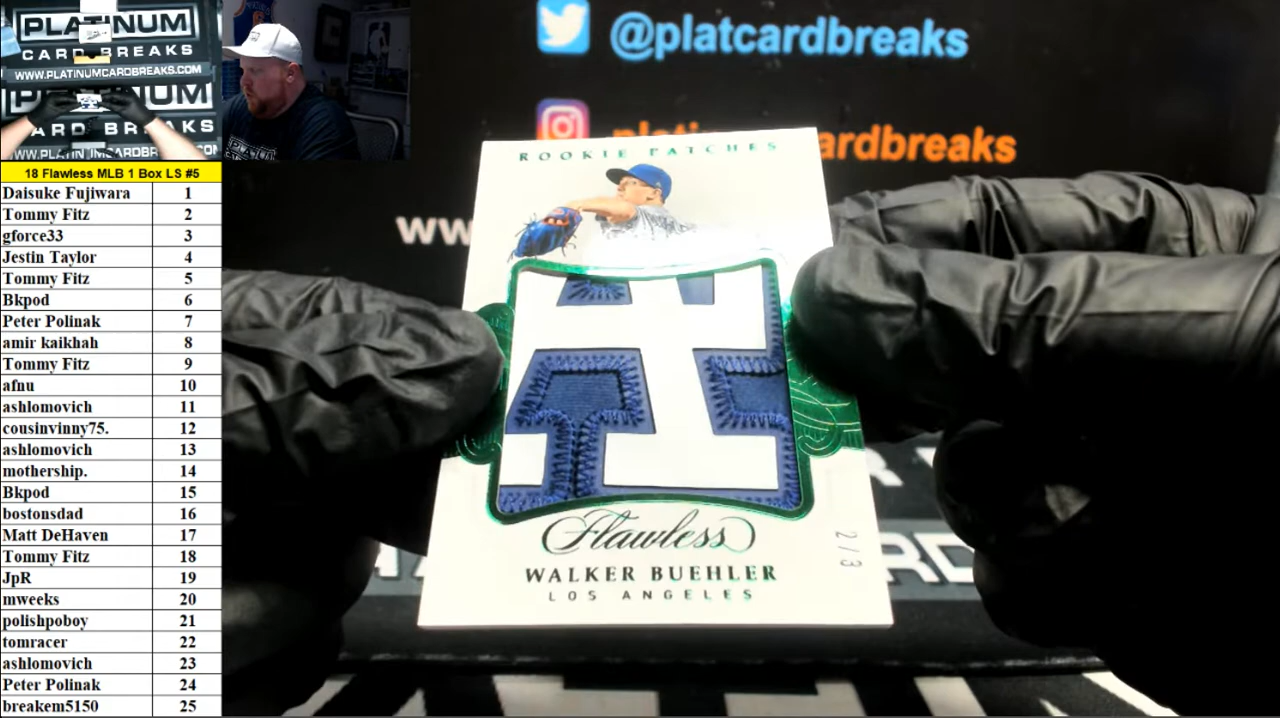 PLATINUM
CARD BREAKS
WWW.PLATINUMCARDBREAKS.COM
PLATINUM
CARD BREAKS
PLATINUM
@platcardbreaks
ardbreaks
ROOKIE PATCHES
Flawless
WALKER BUEHLER
LOS ANGELES
2/3
18 Flawless MLB 1 Box LS #5
Daisuke Fujiwara 1
Tommy Fitz 2
gforce33 3
Jestin Taylor 4
Tommy Fitz 5
Bkpod 6
Peter Polinak 7
amir kaikhah 8
Tommy Fitz 9
afnu 10
ashlomovich 11
cousinvinny75. 12
ashlomovich 13
mothership. 14
Bkpod 15
bostonsdad 16
Matt DeHaven 17
Tommy Fitz 18
JpR 19
mweeks 20
polishpoboy 21
tomracer 22
ashlomovich 23
Peter Polinak 24
breakem5150 25